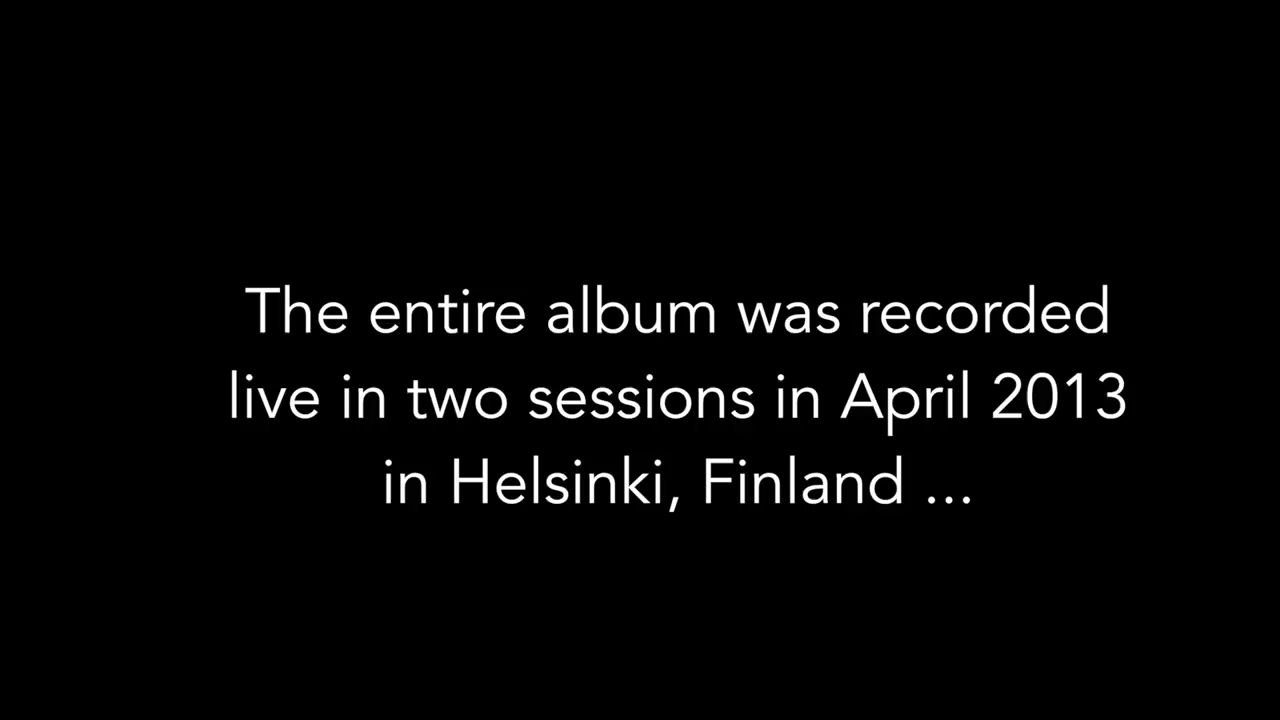 The entire album was recorded
live in two sessions in April 2013
in Helsinki, Finland ...